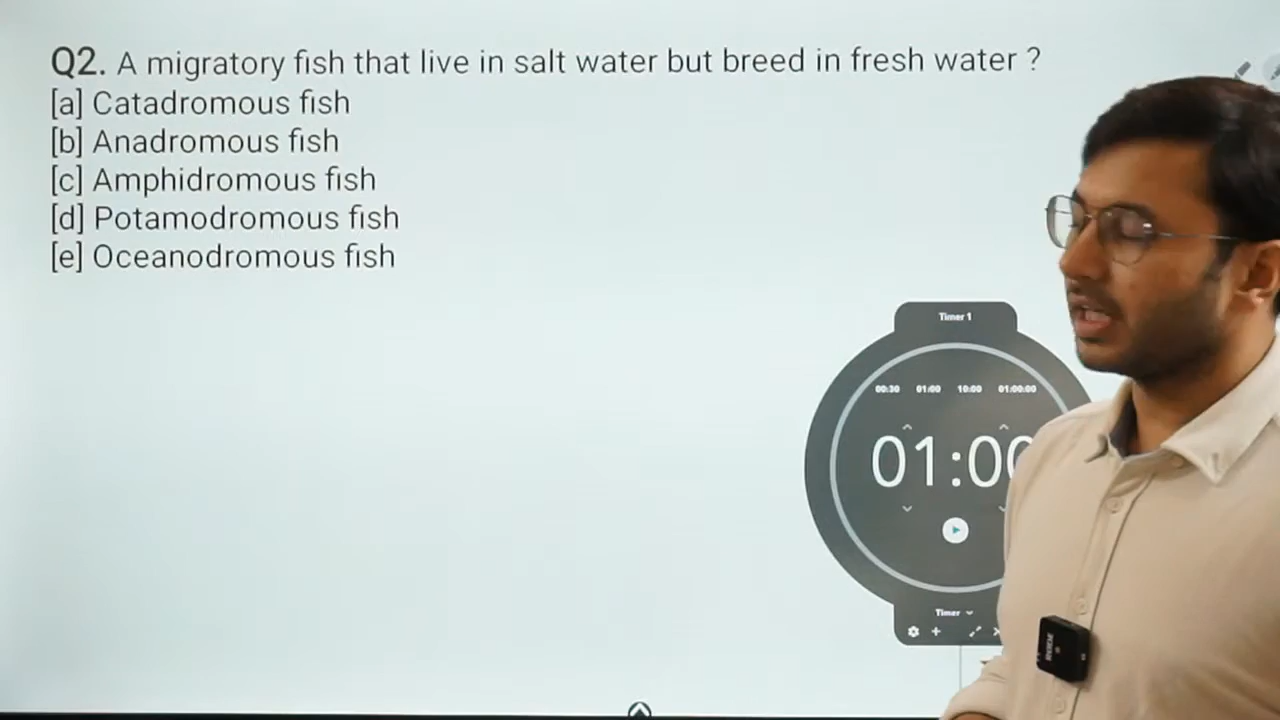 Q2. A migratory fish that live in salt water but breed in fresh water ?
[a] Catadromous fish
[b] Anadromous fish
[c] Amphidromous fish
[d] Potamodromous fish
[e] Oceanodromous fish
Timer 1
00:30 01:00 10:00 01:00:00
01:00
Timer